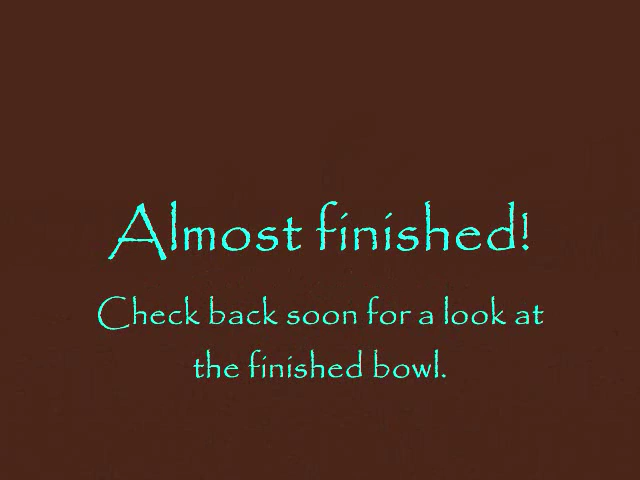 Almost finished!
Check back soon for a look at
the finished bowl.